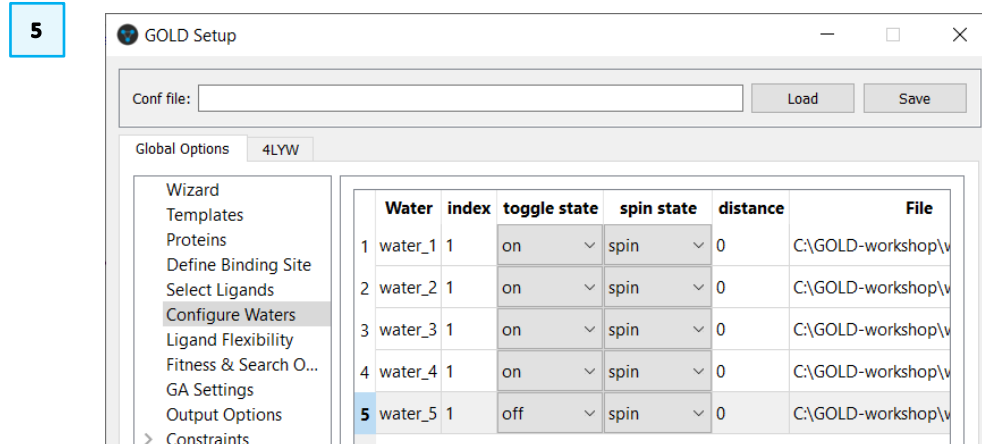 5
GOLD Setup
Conf file: Load Save
Global Options 4LYW
Wizard
Templates
Proteins
Define Binding Site
Select Ligands
Configure Waters
Ligand Flexibility
Fitness & Search O...
GA Settings
Output Options
Constraints
Water index toggle state spin state distance File
1 water_1 1 on spin 0 C:\GOLD-workshop\w
2 water_2 1 on spin 0 C:\GOLD-workshop\w
3 water_3 1 on spin 0 C:\GOLD-workshop\w
4 water_4 1 on spin 0 C:\GOLD-workshop\w
5 water_5 1 off spin 0 C:\GOLD-workshop\w